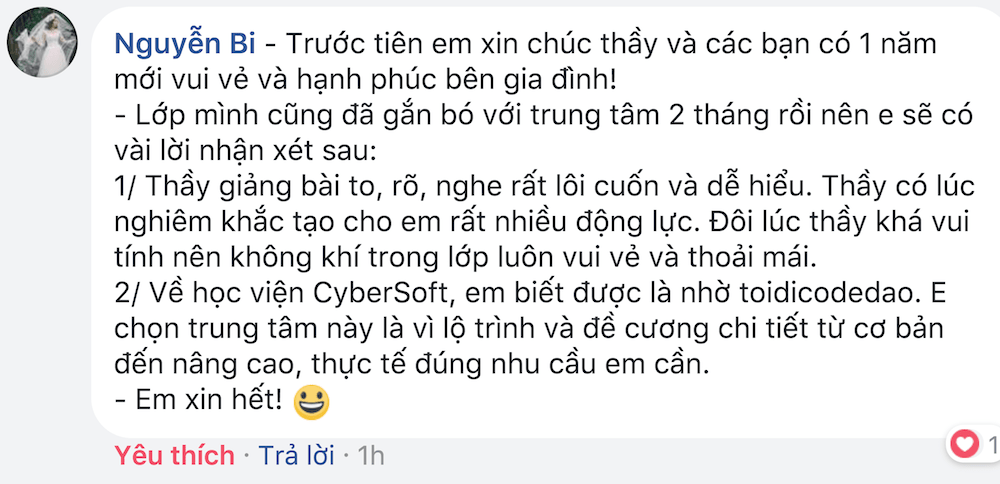 Nguyễn Bi - Trước tiên em xin chúc thầy và các bạn có 1 năm
mới vui vẻ và hạnh phúc bên gia đình!
- Lớp mình cũng đã gắn bó với trung tâm 2 tháng rồi nên e sẽ có
vài lời nhận xét sau:
1/ Thầy giảng bài to, rõ, nghe rất lôi cuốn và dễ hiểu. Thầy có lúc
nghiêm khắc tạo cho em rất nhiều động lực. Đôi lúc thầy khá vui
tính nên không khí trong lớp luôn vui vẻ và thoải mái.
2/ Về học viện CyberSoft, em biết được là nhờ toidicodedao. E
chọn trung tâm này là vì lộ trình và đề cương chi tiết từ cơ bản
đến nâng cao, thực tế đúng nhu cầu em cần.
- Em xin hết! 😀
Yêu thích · Trả lời · 1h
1